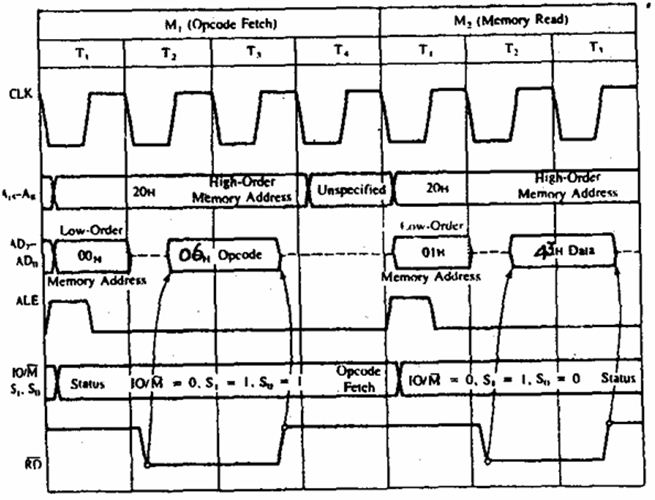 M₁ (Opcode Fetch) M₂ (Memory Read)
T₁ T₂ T₃ T₄ T₁ T₂ T₃
CLK
A₁₅–A₈ 20H High-Order Memory Address Unspecified 20H High-Order Memory Address
Low-Order Low-Order
AD₇– AD₀ 00H 06H Opcode 01H 43H Data
Memory Address Memory Address
ALE
IO/M̅ S₁, S₀ Status IO/M̅ = 0, S₁ = 1, S₀ = 1 Opcode Fetch IO/M̅ = 0, S₁ = 1, S₀ = 0 Status
R̅D̅